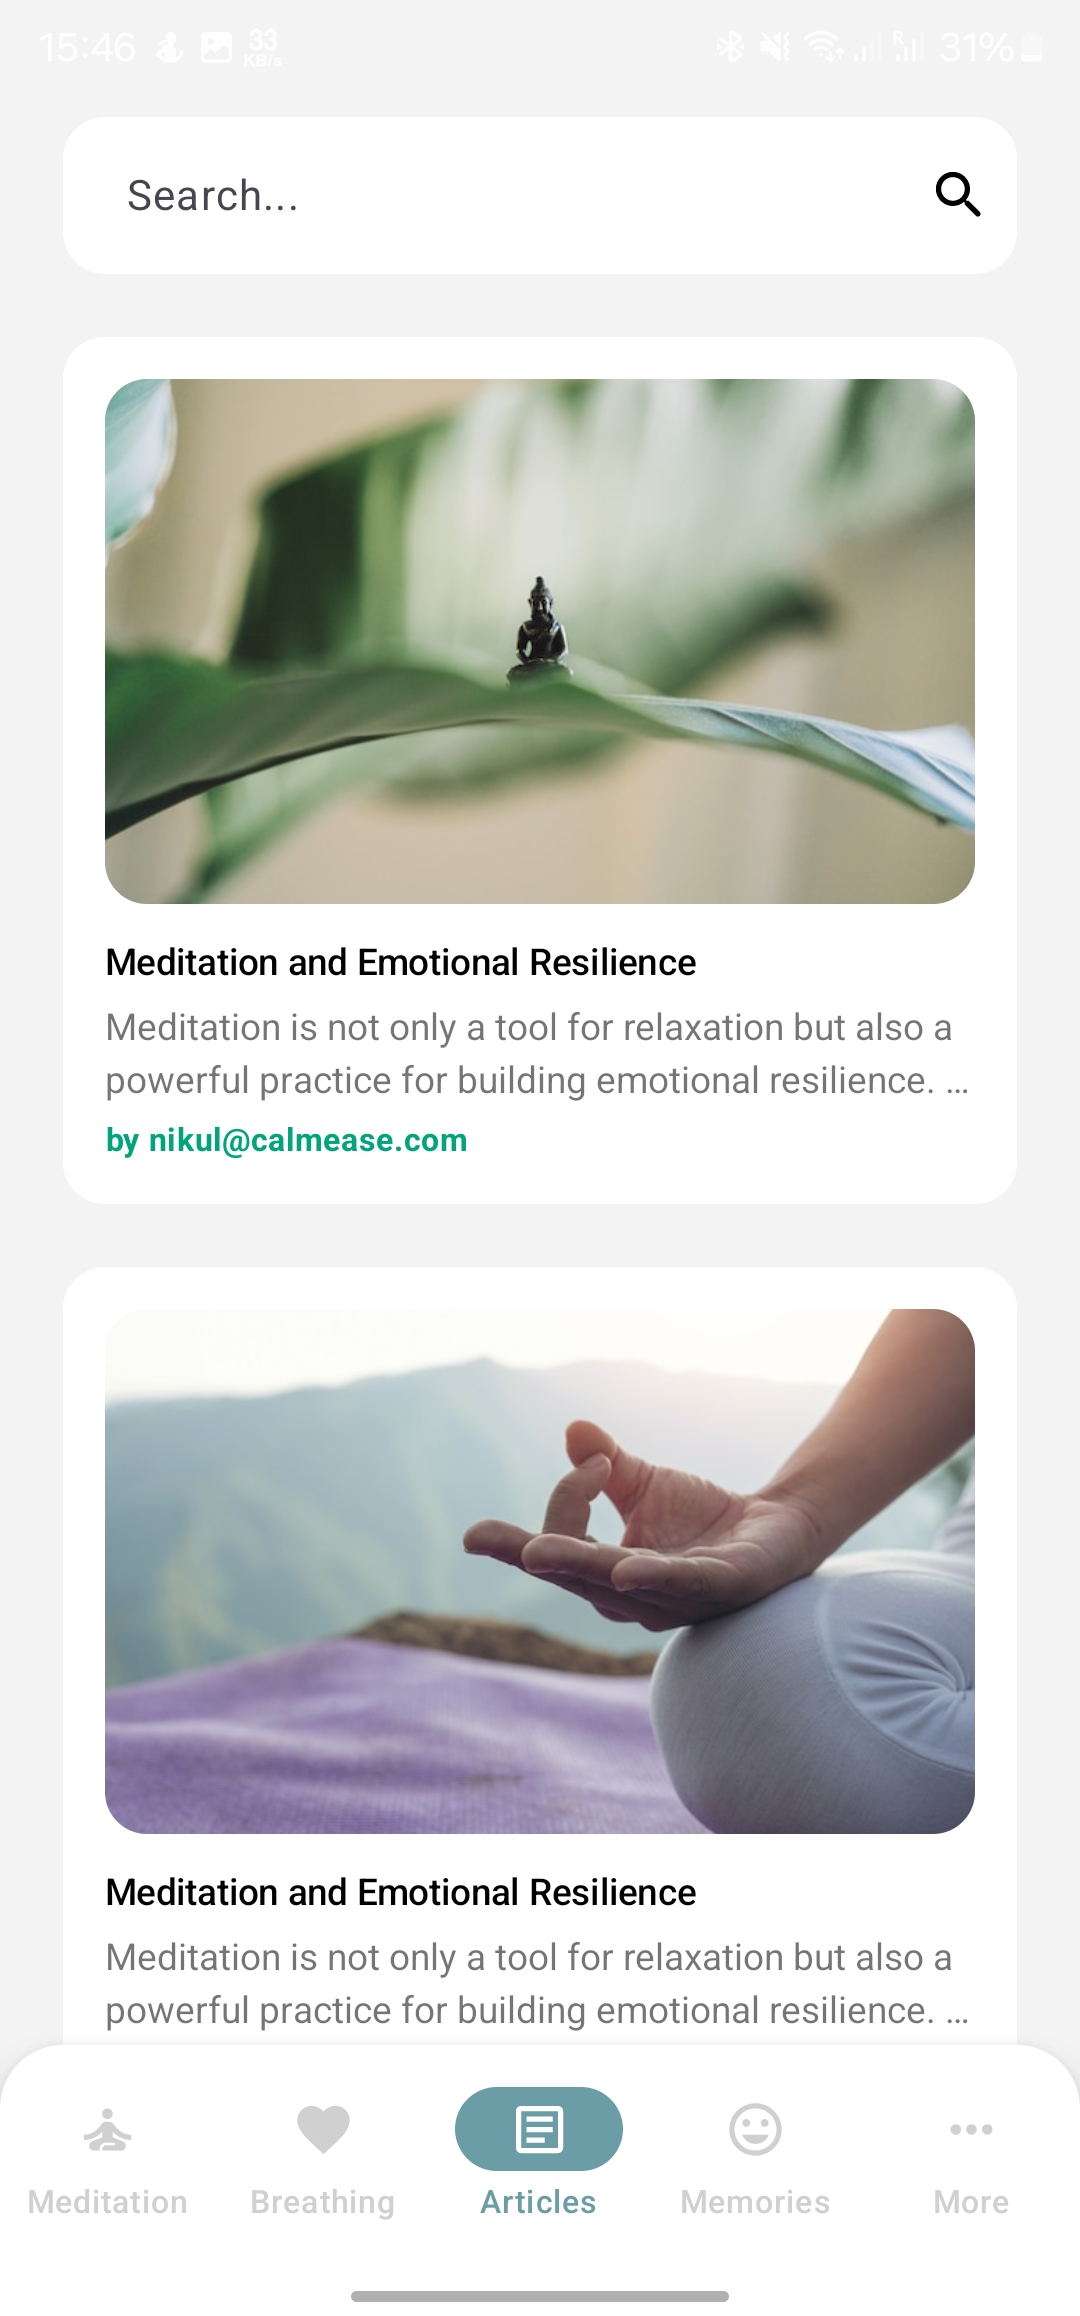 15:46 33 KB/s R 31%
Search...
Meditation and Emotional Resilience
Meditation is not only a tool for relaxation but also a
powerful practice for building emotional resilience. ...
by nikul@calmease.com
Meditation and Emotional Resilience
Meditation is not only a tool for relaxation but also a
powerful practice for building emotional resilience. ...
Meditation Breathing Articles Memories More